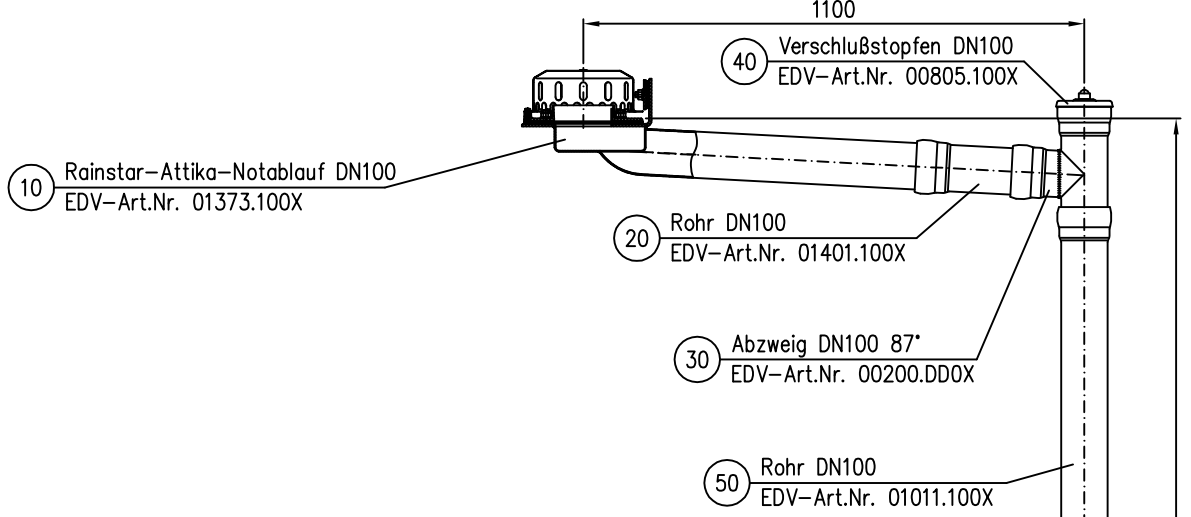 1100
40
Verschlußstopfen DN100
EDV-Art.Nr. 00805.100X
10
Rainstar-Attika-Notablauf DN100
EDV-Art.Nr. 01373.100X
20
Rohr DN100
EDV-Art.Nr. 01401.100X
30
Abzweig DN100 87°
EDV-Art.Nr. 00200.DD0X
50
Rohr DN100
EDV-Art.Nr. 01011.100X